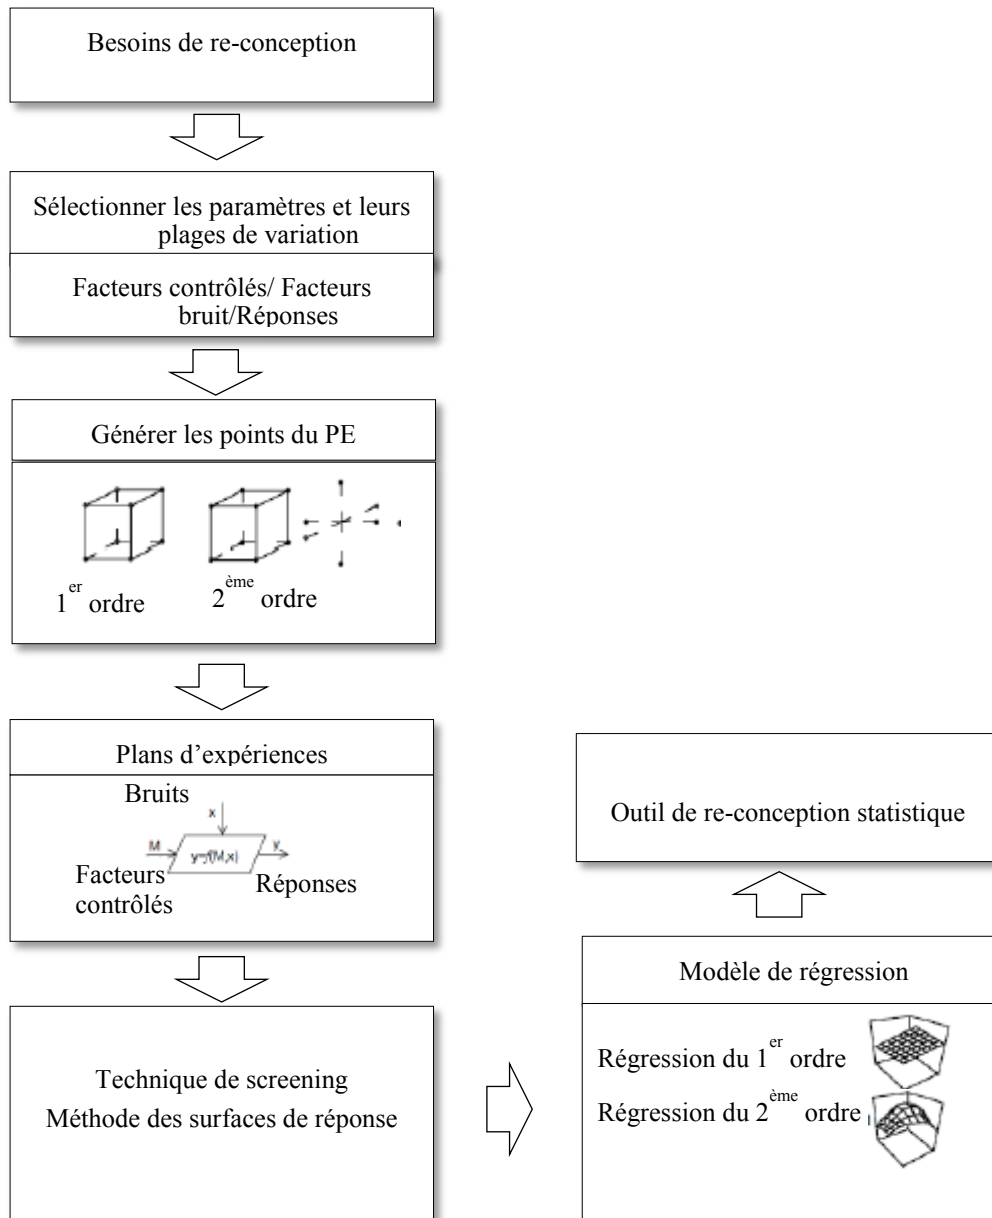 Besoins de re-conception
Sélectionner les paramètres et leurs
plages de variation
Facteurs contrôlés/ Facteurs
bruit/Réponses
Générer les points du PE
1er ordre
2ème ordre
Plans d’expériences
Bruits
x
M
y=f(M,x)
y
Facteurs
contrôlés
Réponses
Technique de screening
Méthode des surfaces de réponse
Modèle de régression
Régression du 1er ordre
Régression du 2ème ordre
Outil de re-conception statistique